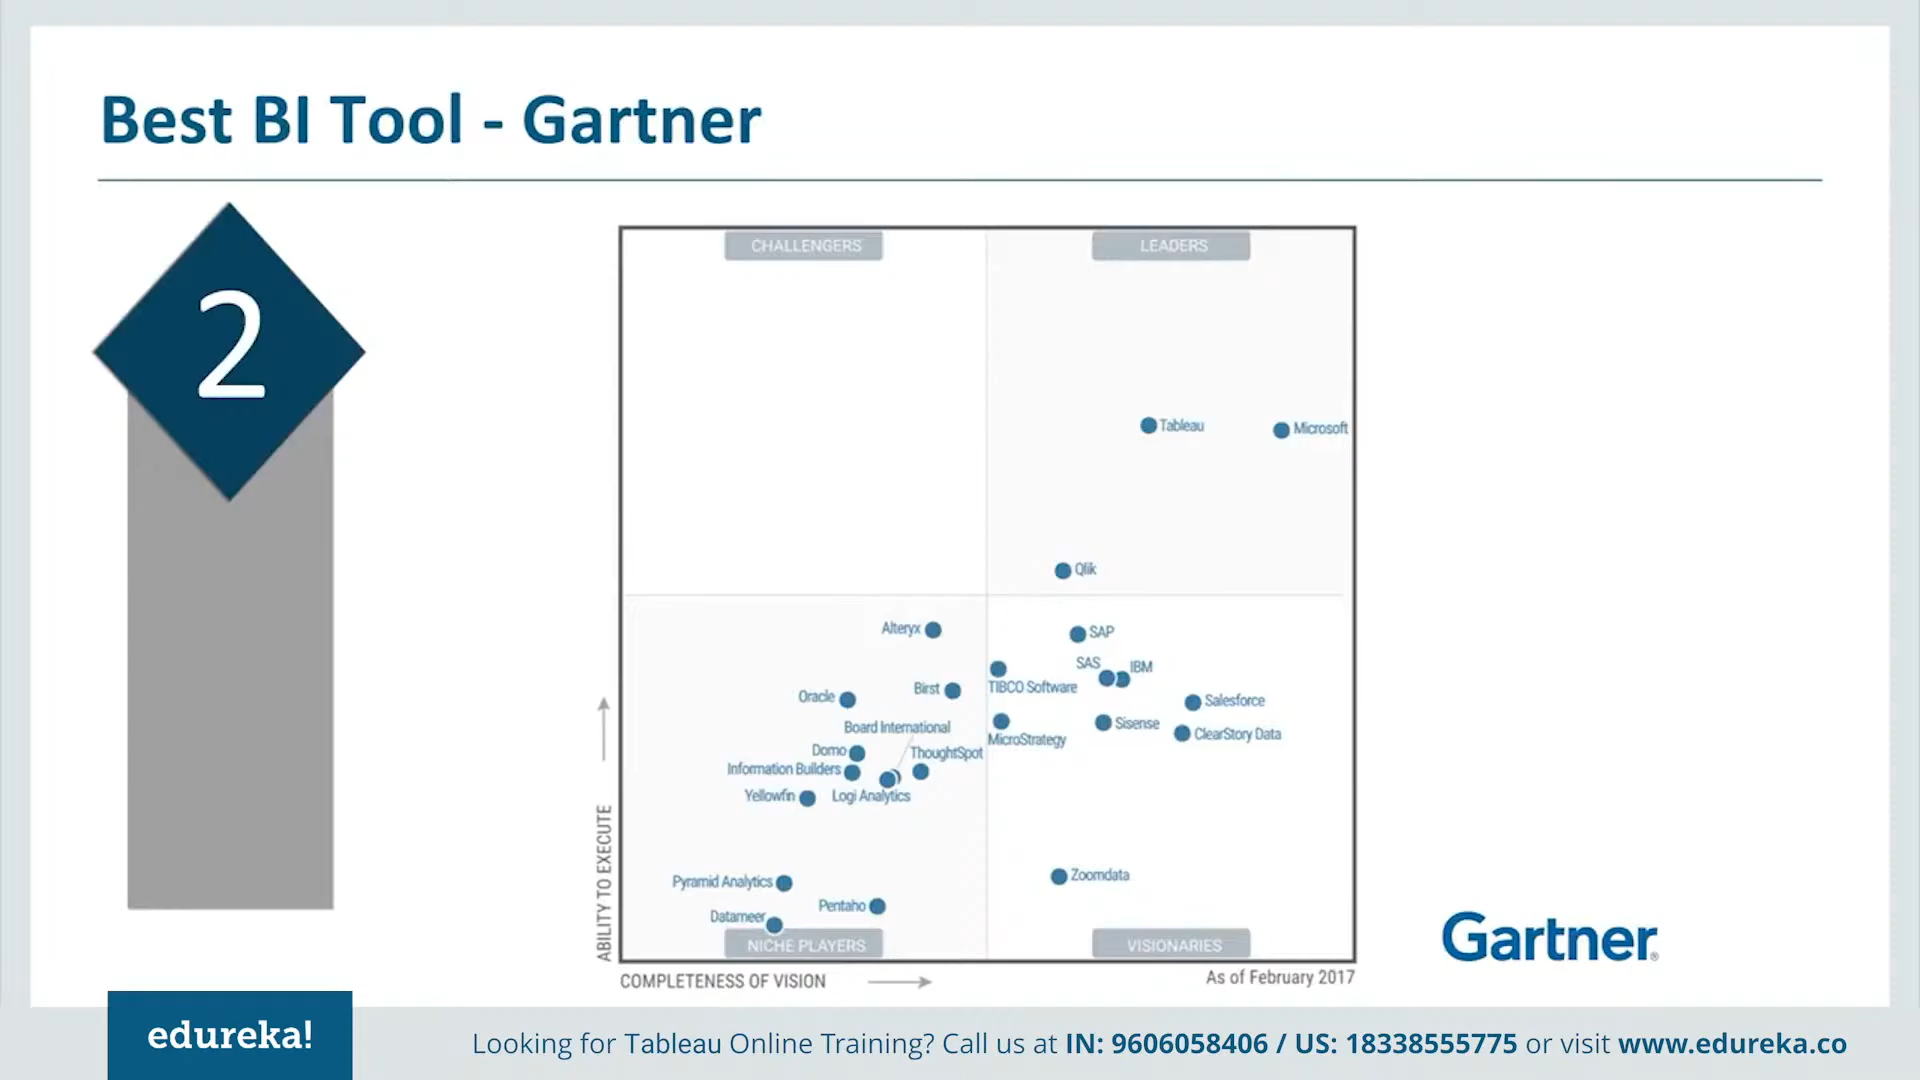 Best BI Tool - Gartner
2
CHALLENGERS
LEADERS
Tableau
Microsoft
Qlik
Alteryx
SAP
SAS
IBM
TIBCO Software
Birst
Oracle
Salesforce
Board International
Sisense
ClearStory Data
MicroStrategy
Domo
ThoughtSpot
Information Builders
Yellowfin
Logi Analytics
Pyramid Analytics
Zoomdata
Pentaho
Datameer
NICHE PLAYERS
VISIONARIES
ABILITY TO EXECUTE
COMPLETENESS OF VISION
As of February 2017
Gartner®
edureka!
Looking for Tableau Online Training? Call us at IN: 9606058406 / US: 18338555775 or visit www.edureka.co